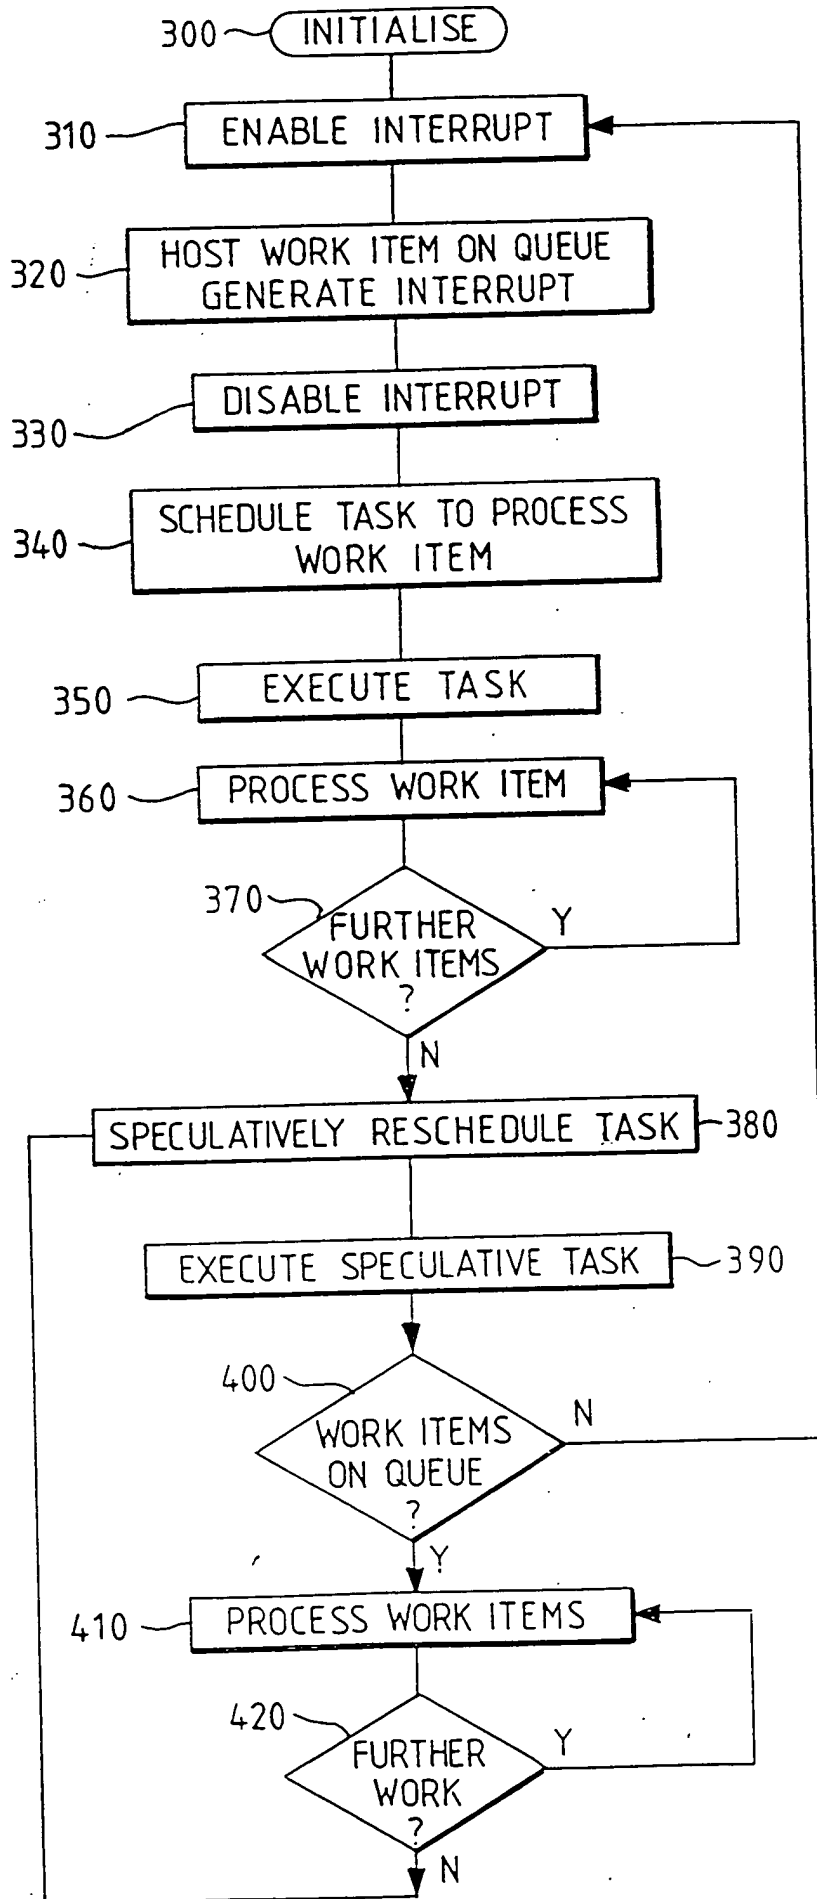 300 INITIALISE
310 ENABLE INTERRUPT
320 HOST WORK ITEM ON QUEUE
GENERATE INTERRUPT
330 DISABLE INTERRUPT
340 SCHEDULE TASK TO PROCESS
WORK ITEM
350 EXECUTE TASK
360 PROCESS WORK ITEM
370 FURTHER
WORK ITEMS
?
Y
N
SPECULATIVELY RESCHEDULE TASK 380
EXECUTE SPECULATIVE TASK 390
400 WORK ITEMS
ON QUEUE
?
N
Y
410 PROCESS WORK ITEMS
420 FURTHER
WORK
?
Y
N